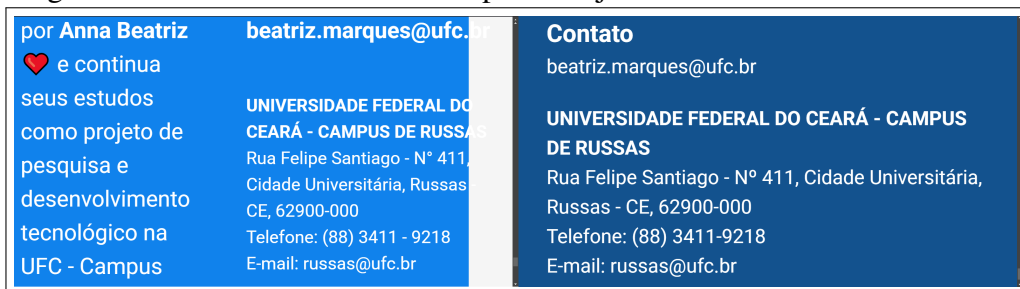 por Anna Beatriz
❤️ e continua
seus estudos
como projeto de
pesquisa e
desenvolvimento
tecnológico na
UFC - Campus
beatriz.marques@ufc.br
UNIVERSIDADE FEDERAL DO
CEARÁ - CAMPUS DE RUSSAS
Rua Felipe Santiago - N° 411,
Cidade Universitária, Russas -
CE, 62900-000
Telefone: (88) 3411 - 9218
E-mail: russas@ufc.br
Contato
beatriz.marques@ufc.br
UNIVERSIDADE FEDERAL DO CEARÁ - CAMPUS
DE RUSSAS
Rua Felipe Santiago - Nº 411, Cidade Universitária,
Russas - CE, 62900-000
Telefone: (88) 3411-9218
E-mail: russas@ufc.br